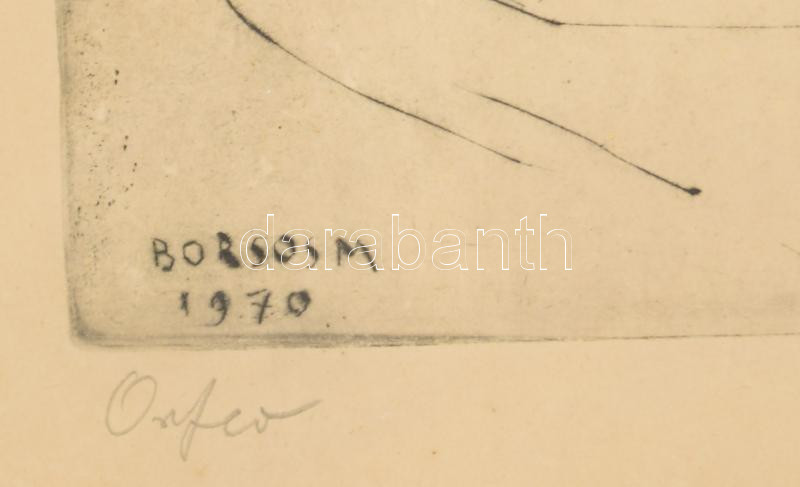 BORSOS M
darabanth
1970
Orfeo